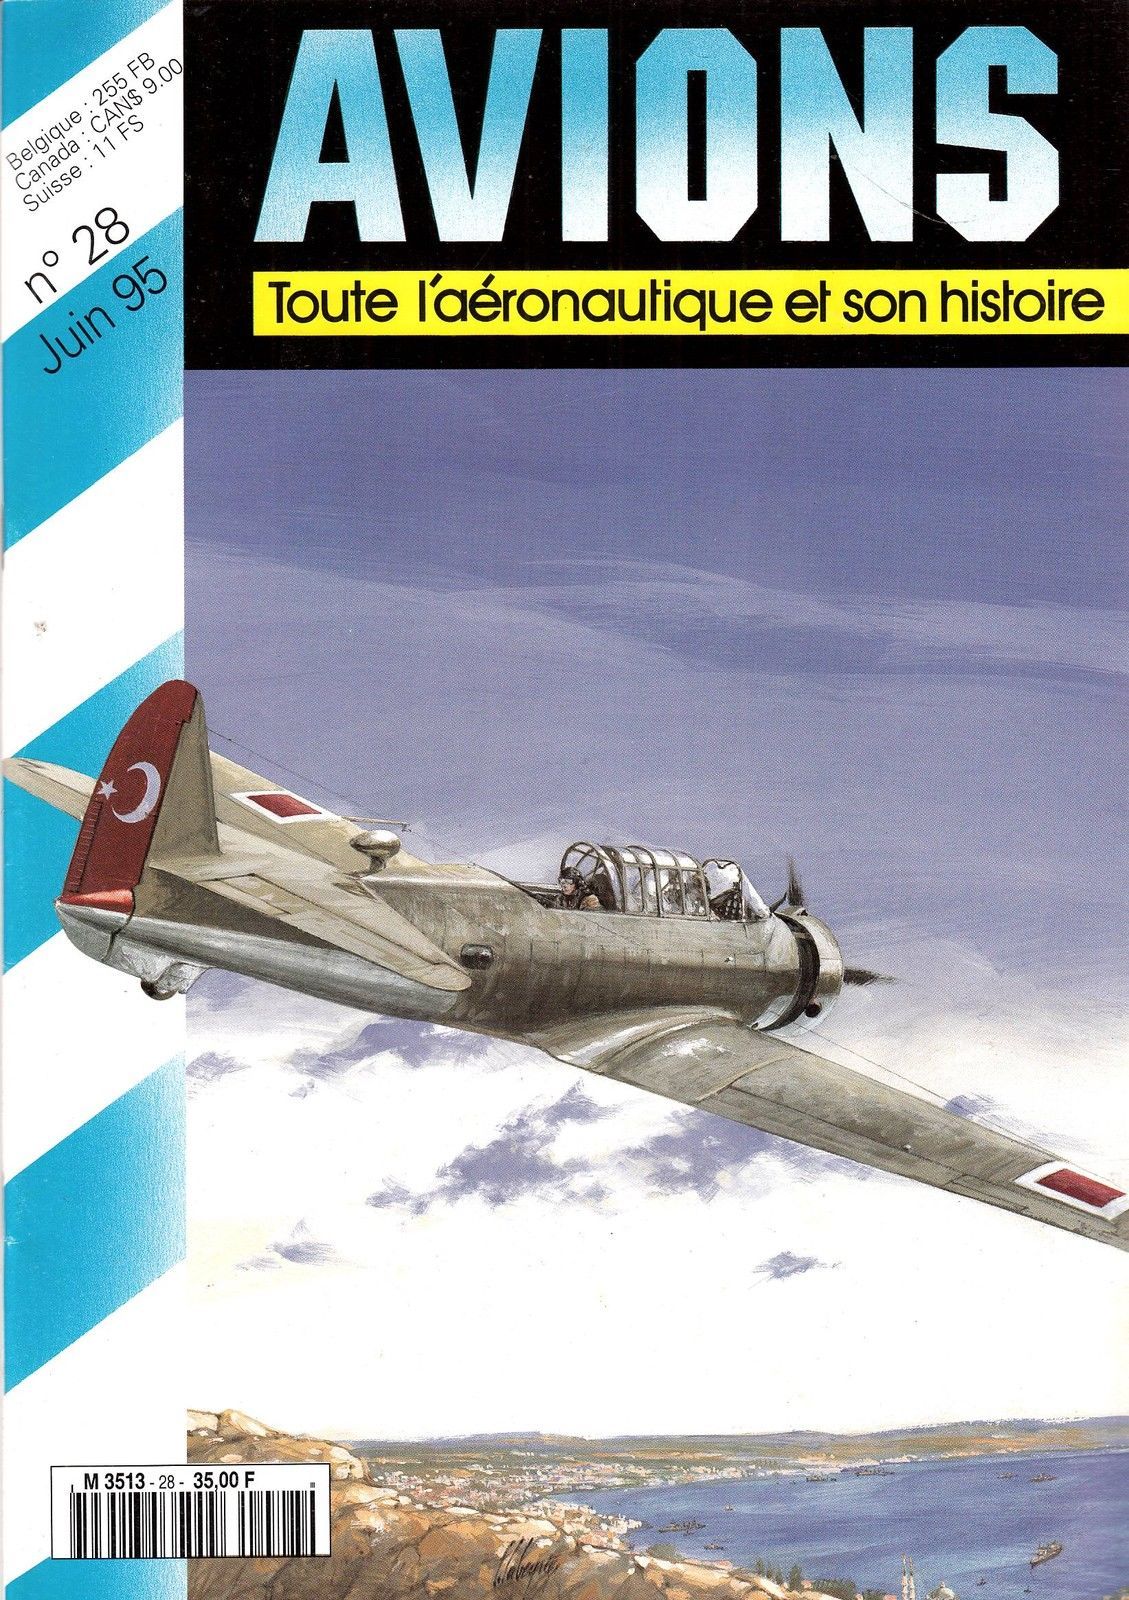 AVIONS
Toute l'aéronautique et son histoire
Belgique : 255 FB
Canada : CAN$ 9.00
Suisse : 11 FS
n° 28
Juin 95
M 3513 - 28 - 35,00 F